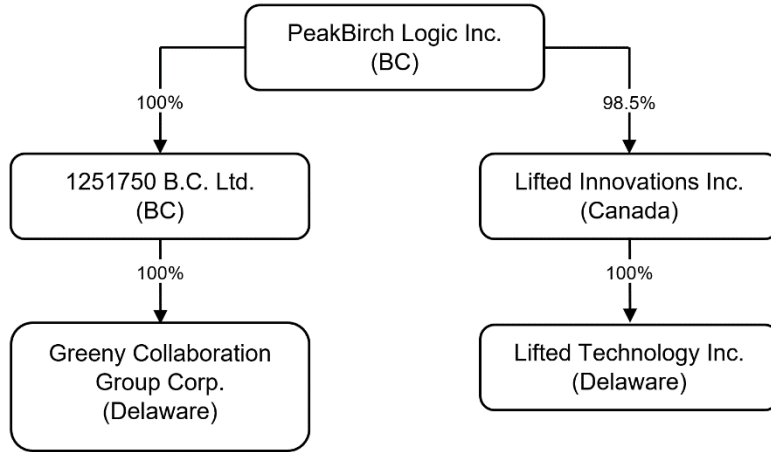 PeakBirch Logic Inc.
(BC)
100%
98.5%
1251750 B.C. Ltd.
(BC)
Lifted Innovations Inc.
(Canada)
100%
100%
Greeny Collaboration
Group Corp.
(Delaware)
Lifted Technology Inc.
(Delaware)